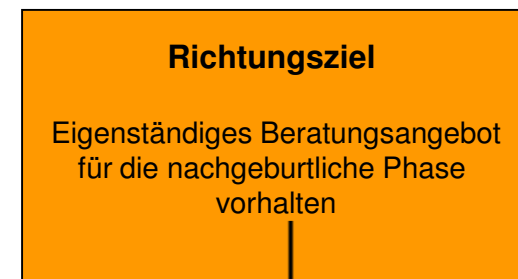 Richtungsziel
Eigenständiges Beratungsangebot
für die nachgeburtliche Phase
vorhalten